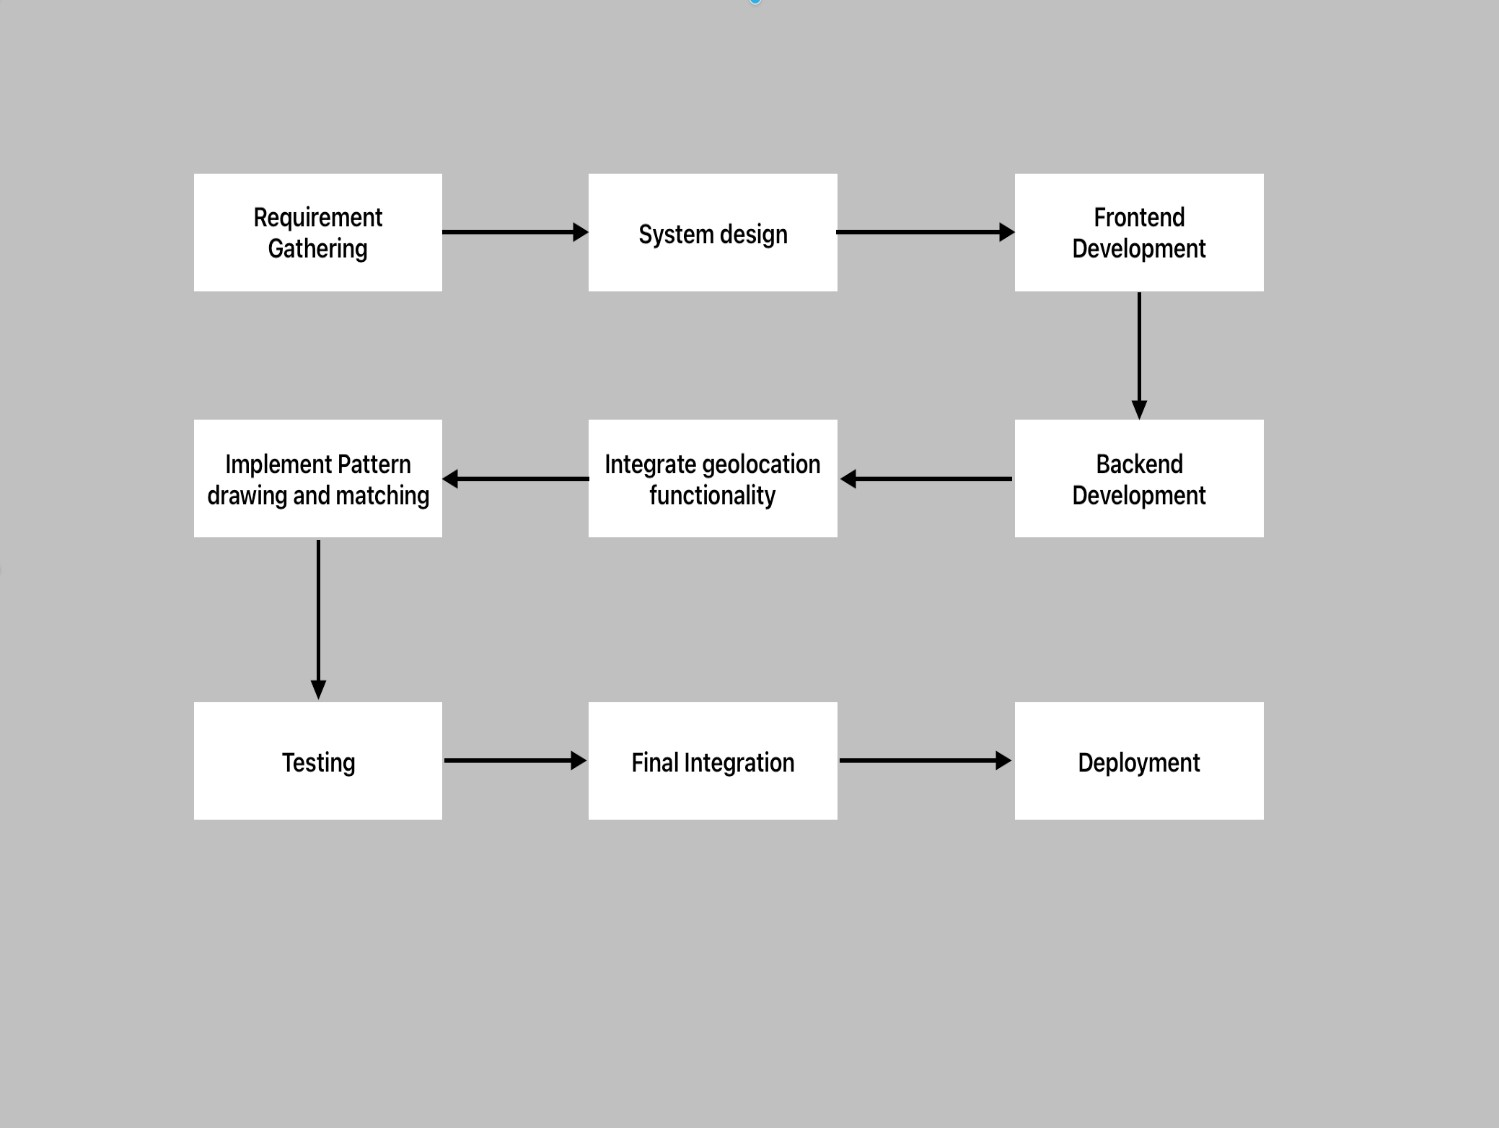 Requirement
Gathering
System design
Frontend
Development
Implement Pattern
drawing and matching
Integrate geolocation
functionality
Backend
Development
Testing
Final Integration
Deployment